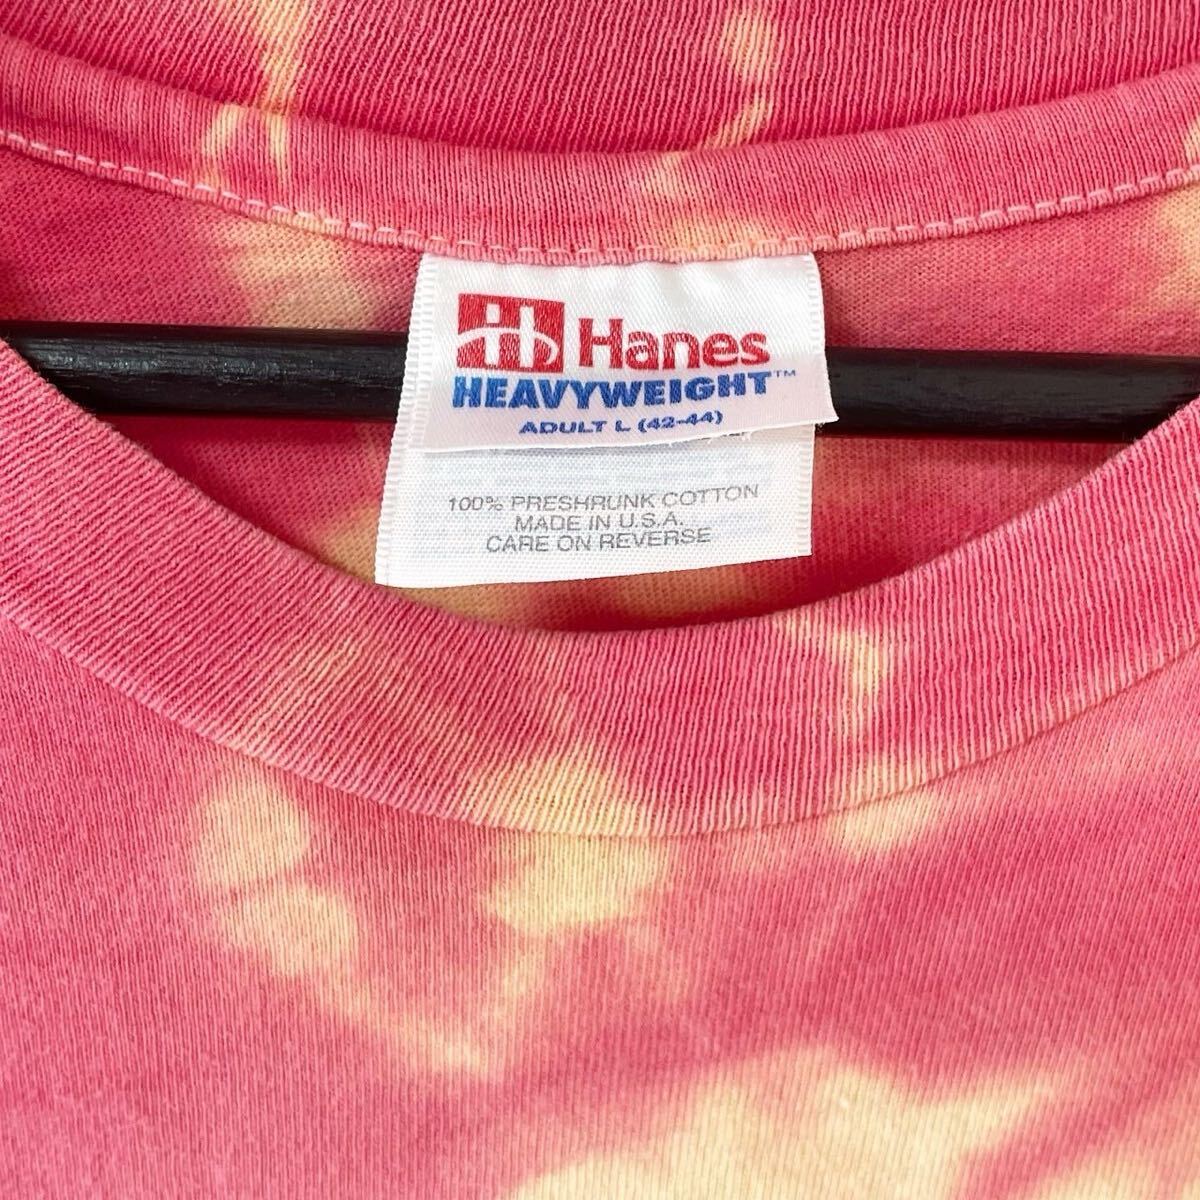 Hanes
HEAVYWEIGHT™
ADULT L (42-44)
100% PRESHRUNK COTTON
MADE IN U.S.A.
CARE ON REVERSE